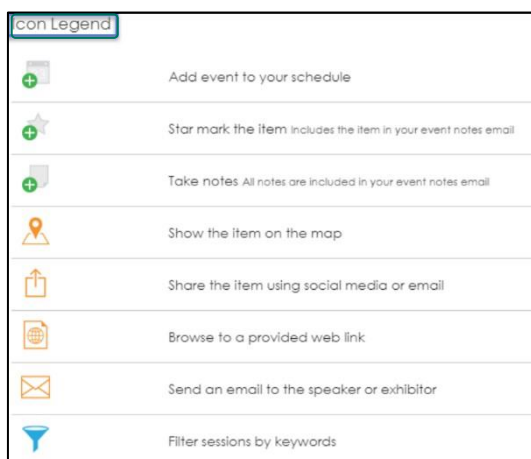 con Legend
Add event to your schedule
Star mark the item Includes the item in your event notes email
Take notes All notes are included in your event notes email
Show the item on the map
Share the item using social media or email
Browse to a provided web link
Send an email to the speaker or exhibitor
Filter sessions by keywords